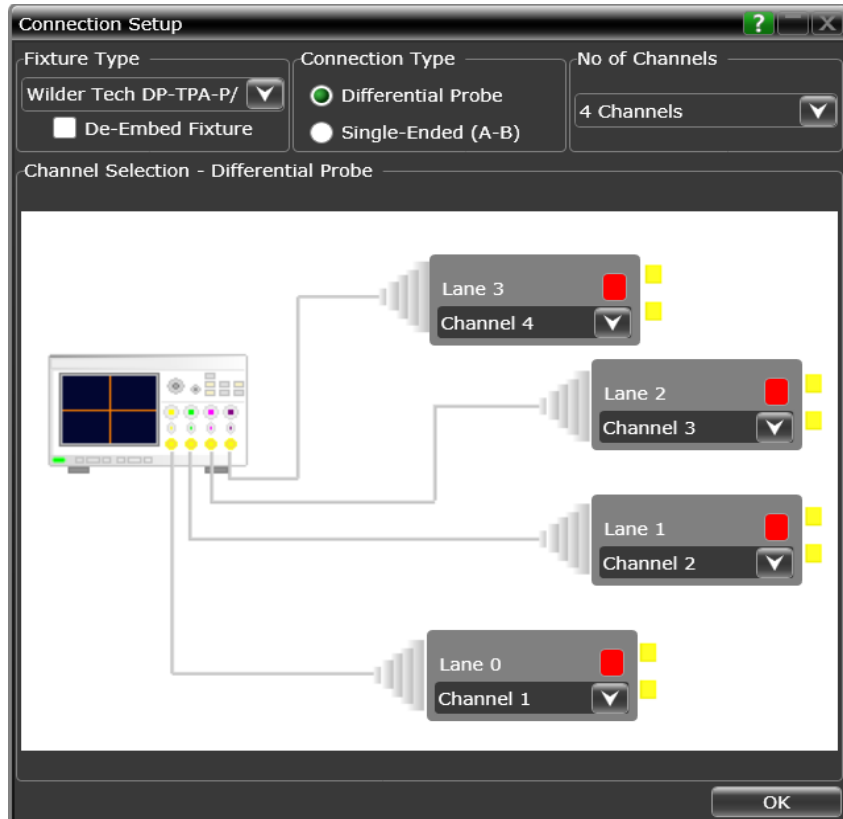 Connection Setup
?
X
Fixture Type
Wilder Tech DP-TPA-P/
De-Embed Fixture
Connection Type
Differential Probe
Single-Ended (A-B)
No of Channels
4 Channels
Channel Selection - Differential Probe
Lane 3
Channel 4
Lane 2
Channel 3
Lane 1
Channel 2
Lane 0
Channel 1
OK